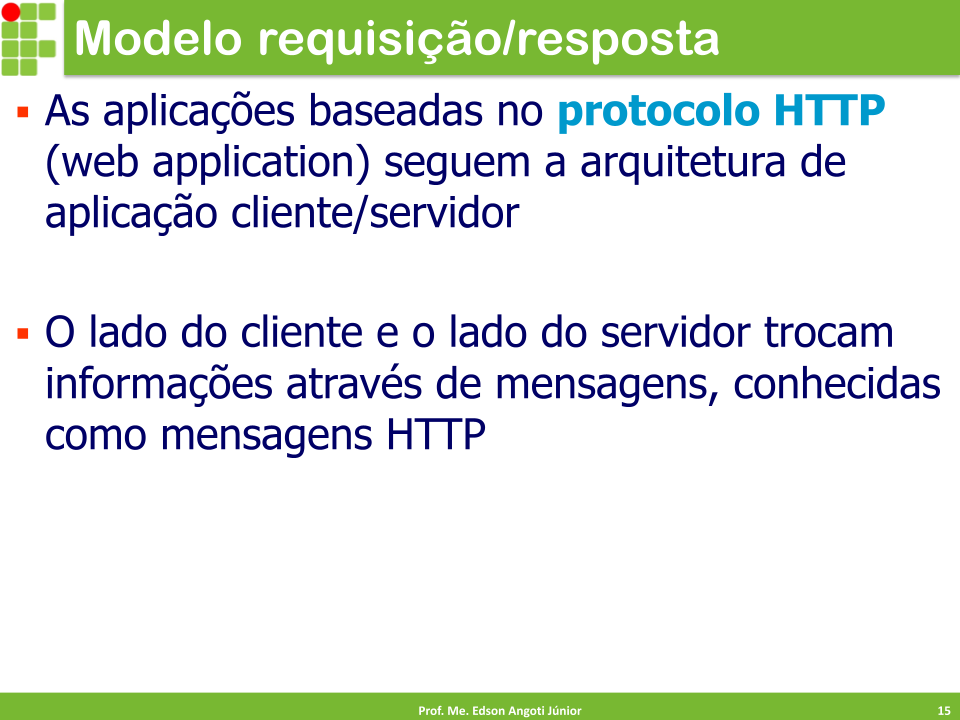 Modelo requisição/resposta
▪ As aplicações baseadas no protocolo HTTP
(web application) seguem a arquitetura de
aplicação cliente/servidor
▪ O lado do cliente e o lado do servidor trocam
informações através de mensagens, conhecidas
como mensagens HTTP
Prof. Me. Edson Angoti Júnior
15